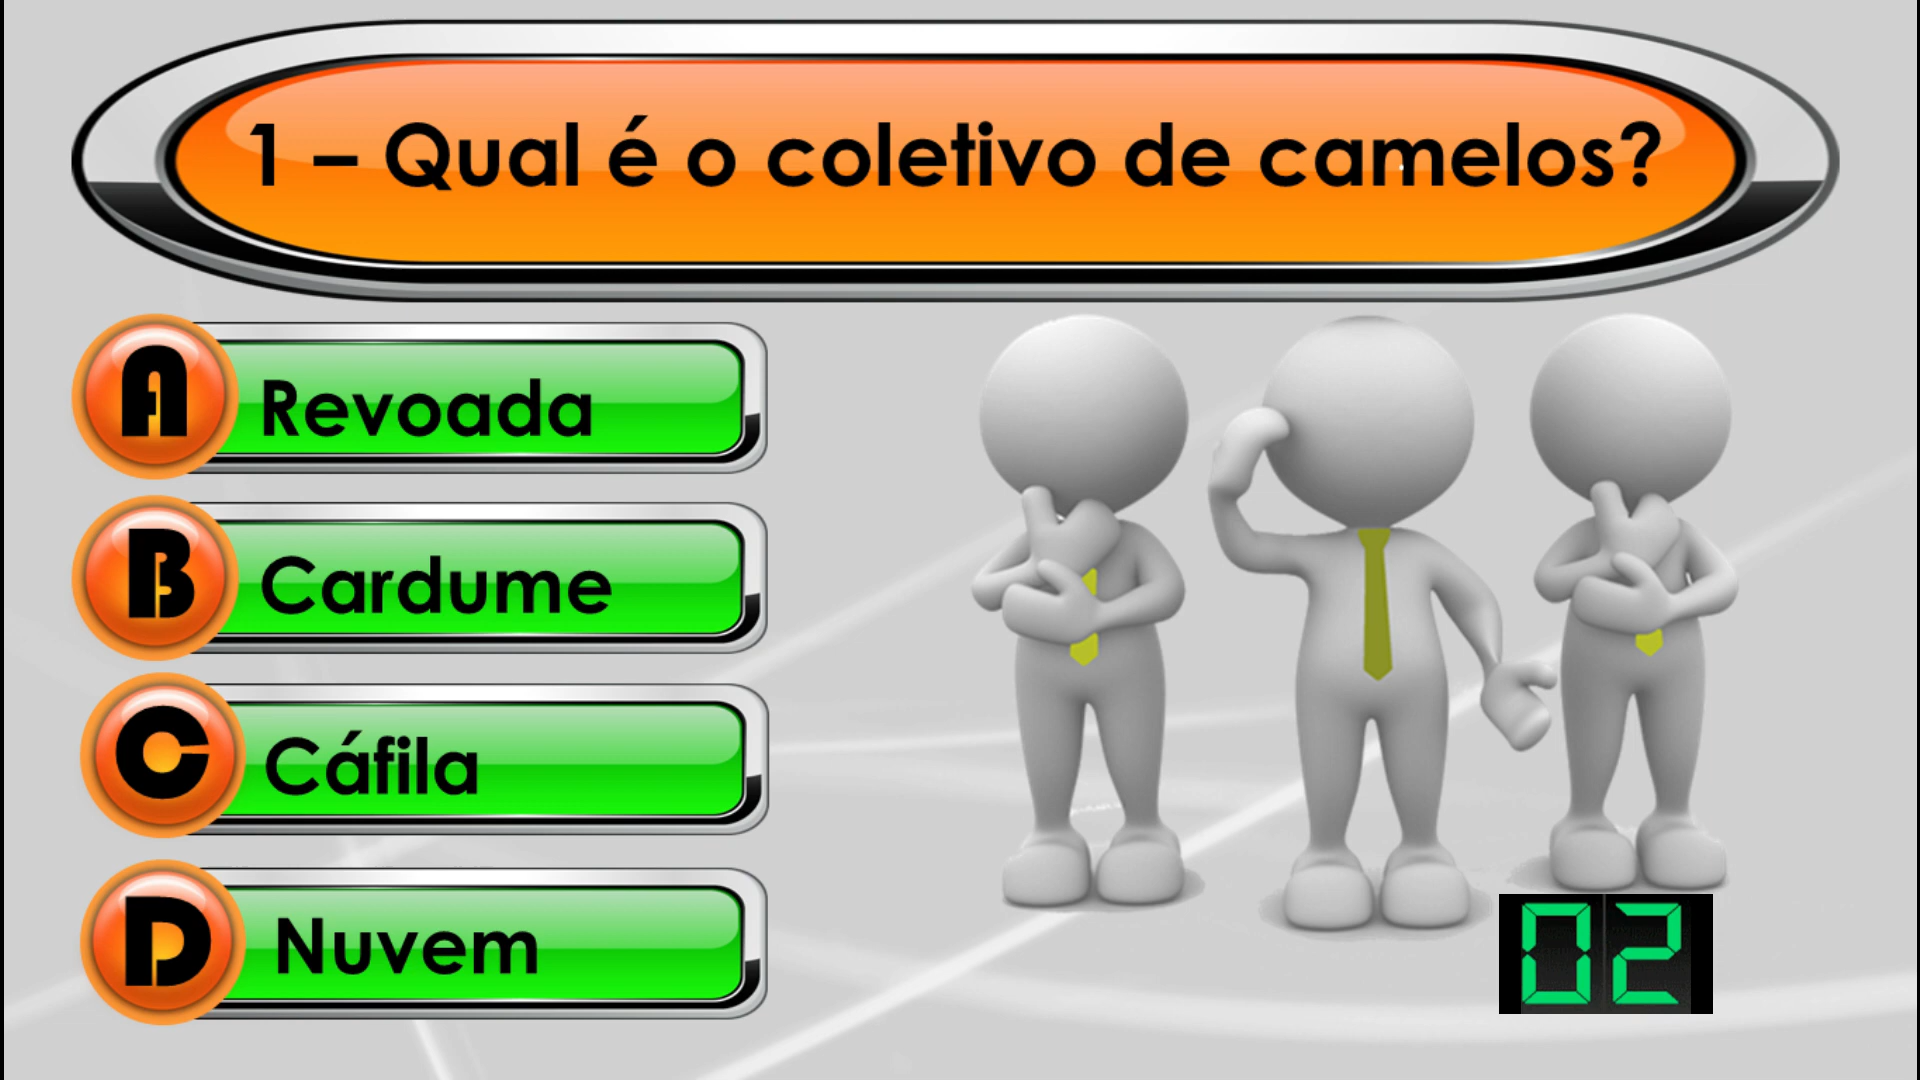 1 – Qual é o coletivo de camelos?
A Revoada
B Cardume
C Cáfila
D Nuvem
02